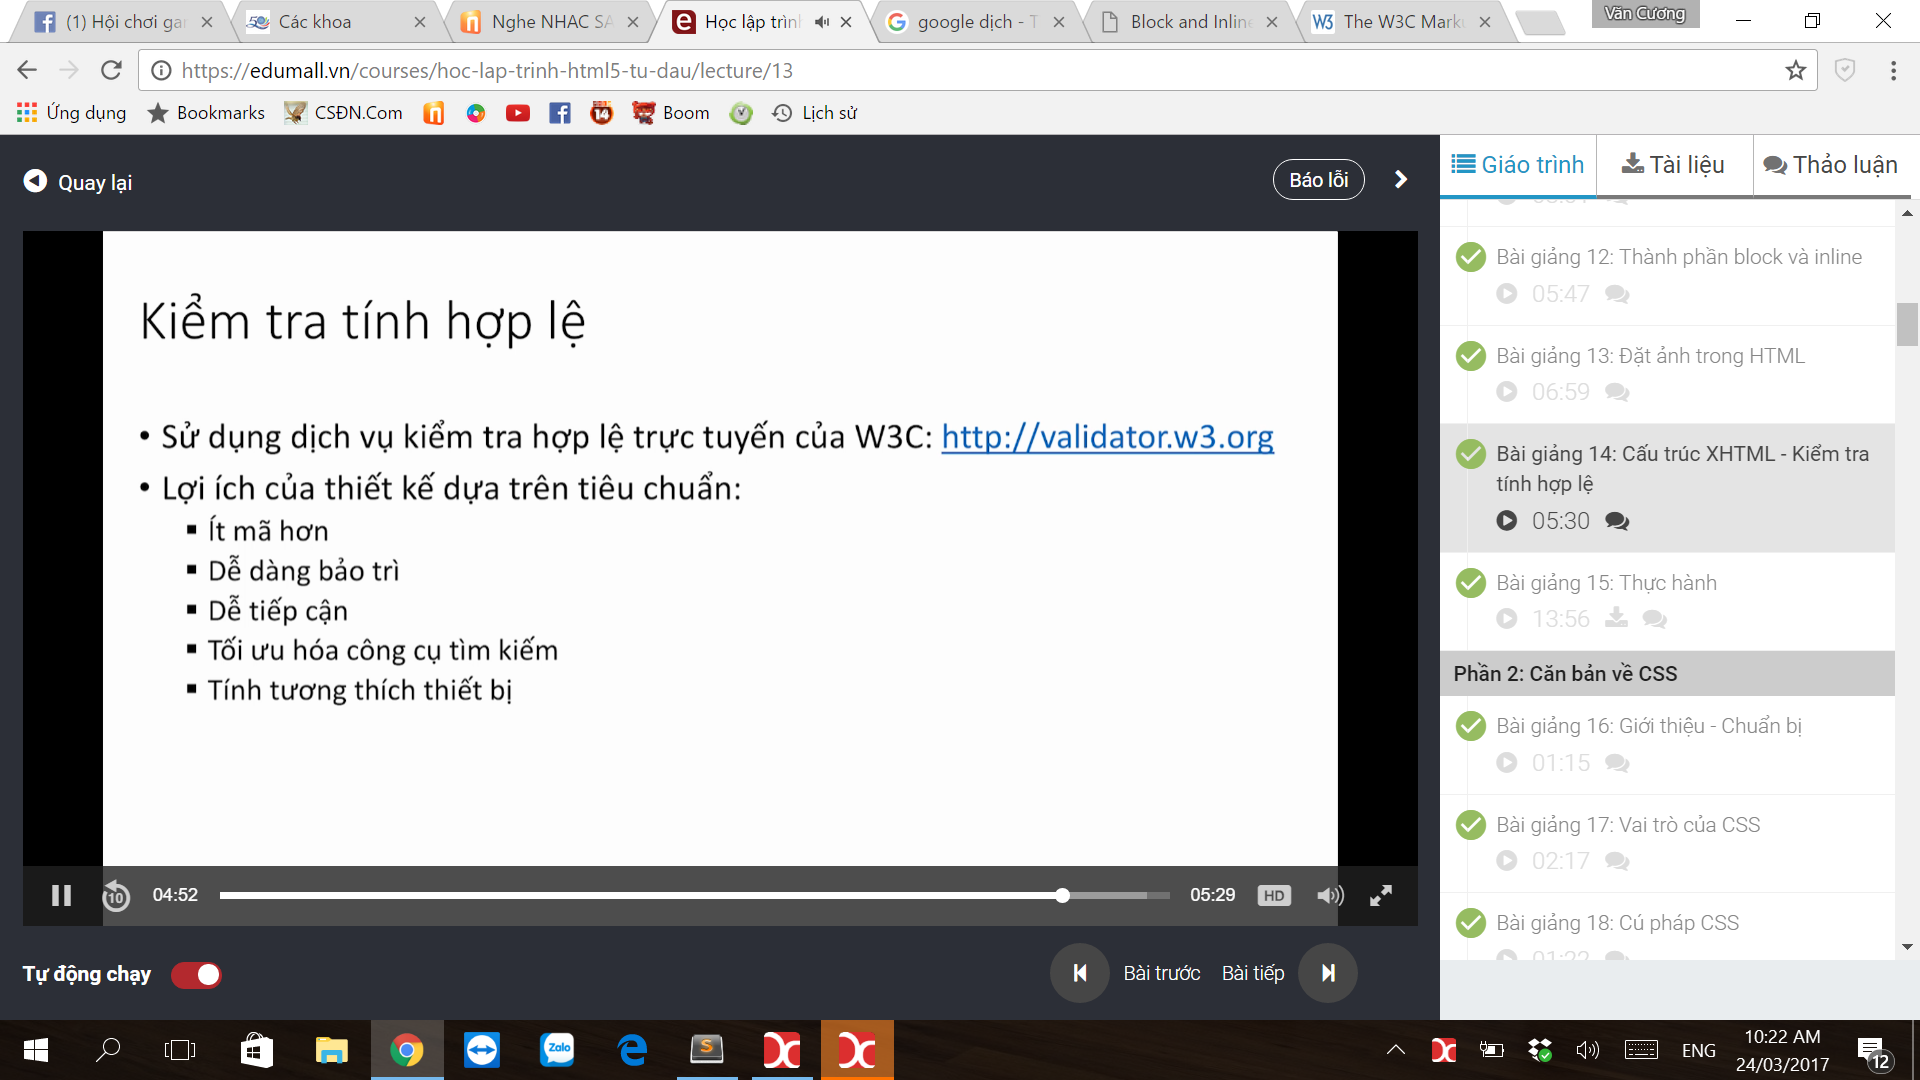 (1) Hội chơi gar
Các khoa
Nghe NHAC SA
Học lập trình
google dịch - T
Block and Inline
The W3C Marku
Văn Cương
https://edumall.vn/courses/hoc-lap-trinh-html5-tu-dau/lecture/13
Ứng dụng
Bookmarks
CSĐN.Com
Boom
Lịch sử
Quay lại
Báo lỗi
Giáo trình
Tài liệu
Thảo luận
Kiểm tra tính hợp lệ
• Sử dụng dịch vụ kiểm tra hợp lệ trực tuyến của W3C: http://validator.w3.org
• Lợi ích của thiết kế dựa trên tiêu chuẩn:
▪ Ít mã hơn
▪ Dễ dàng bảo trì
▪ Dễ tiếp cận
▪ Tối ưu hóa công cụ tìm kiếm
▪ Tính tương thích thiết bị
10
04:52
05:29
HD
Tự động chạy
Bài trước
Bài tiếp
Bài giảng 12: Thành phần block và inline
05:47
Bài giảng 13: Đặt ảnh trong HTML
06:59
Bài giảng 14: Cấu trúc XHTML - Kiểm tra
tính hợp lệ
05:30
Bài giảng 15: Thực hành
13:56
Phần 2: Căn bản về CSS
Bài giảng 16: Giới thiệu - Chuẩn bị
01:15
Bài giảng 17: Vai trò của CSS
02:17
Bài giảng 18: Cú pháp CSS
Zalo
ENG
10:22 AM
24/03/2017
12